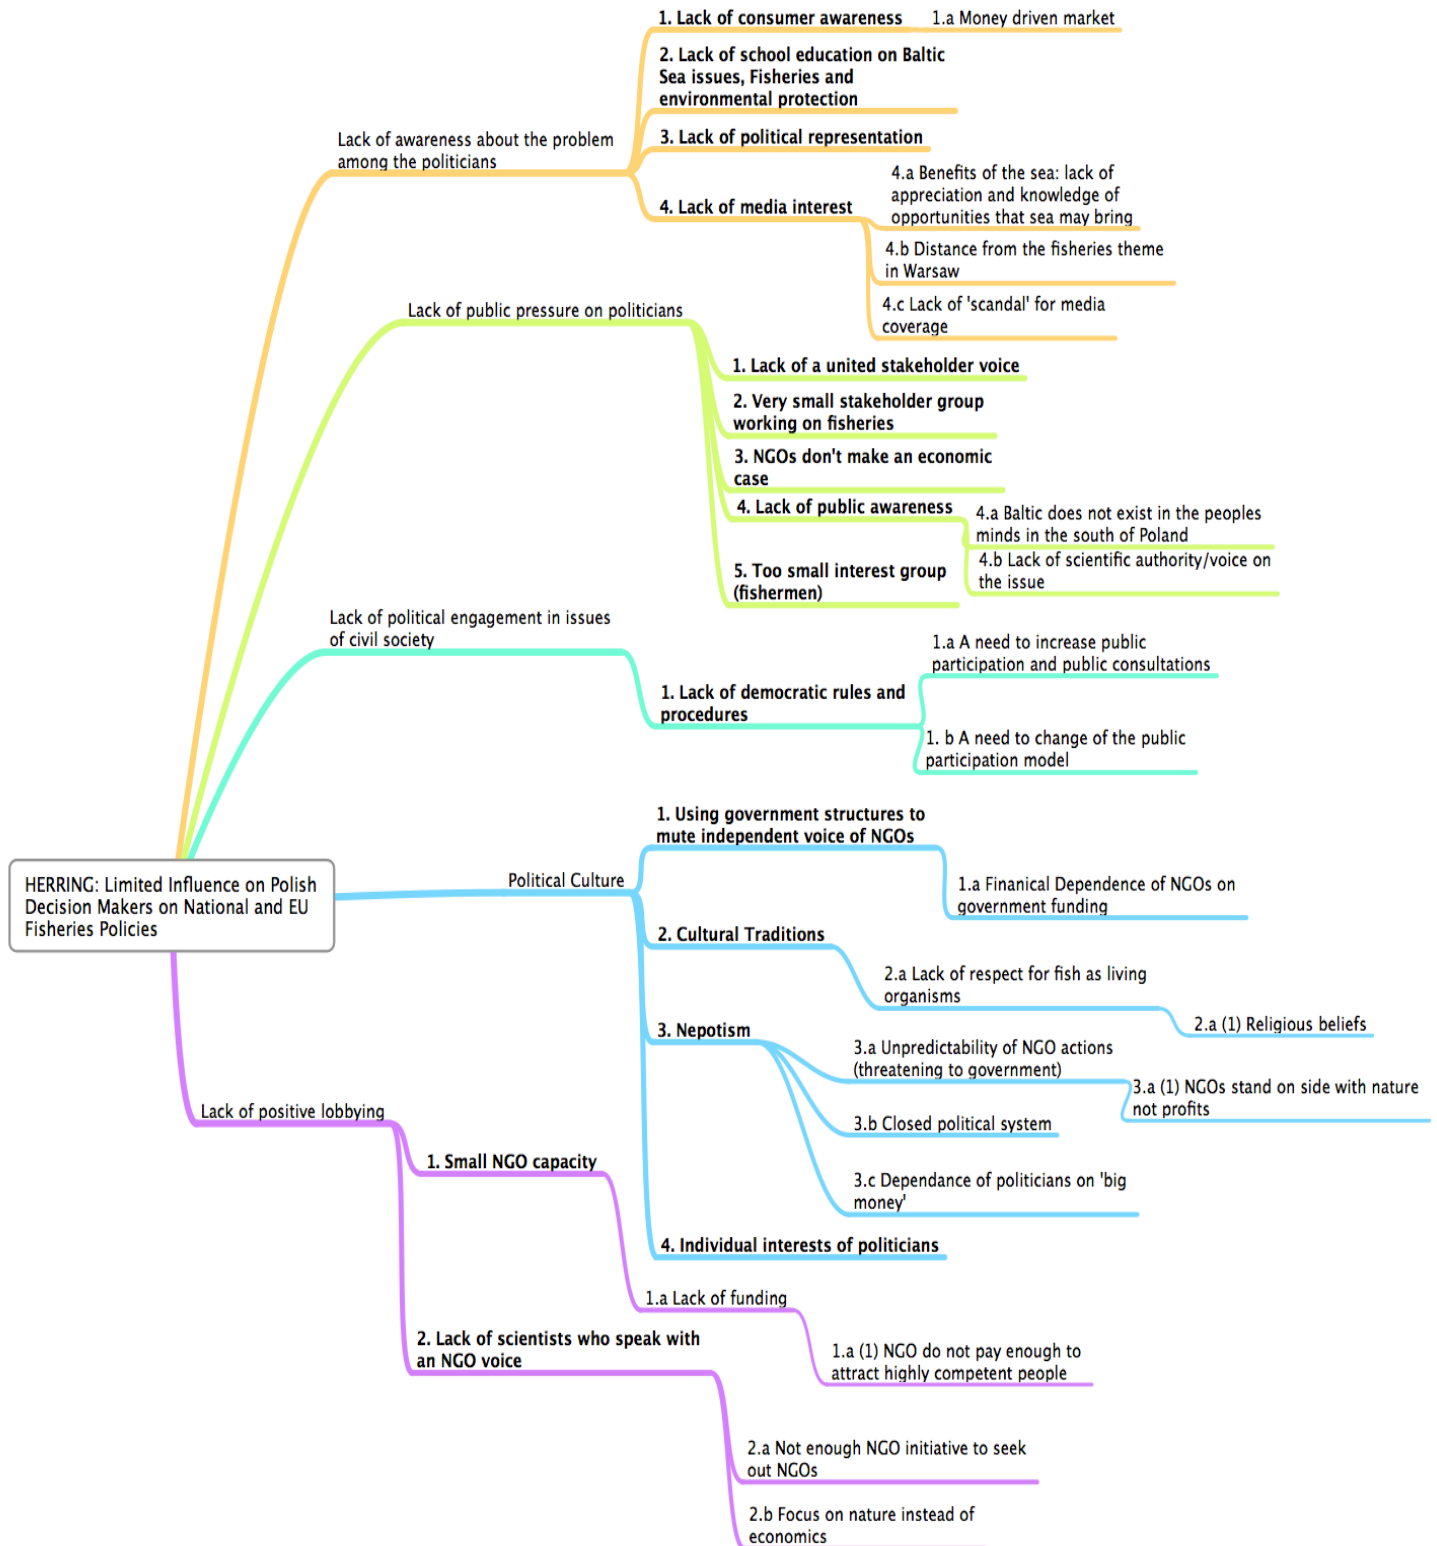 1. Lack of consumer awareness
1.a Money driven market
2. Lack of school education on Baltic
Sea issues, Fisheries and
environmental protection
Lack of awareness about the problem
among the politicians
3. Lack of political representation
4. Lack of media interest
4.a Benefits of the sea: lack of
appreciation and knowledge of
opportunities that sea may bring
4.b Distance from the fisheries theme
in Warsaw
4.c Lack of 'scandal' for media
coverage
Lack of public pressure on politicians
1. Lack of a united stakeholder voice
2. Very small stakeholder group
working on fisheries
3. NGOs don't make an economic
case
4. Lack of public awareness
4.a Baltic does not exist in the peoples
minds in the south of Poland
4.b Lack of scientific authority/voice on
the issue
5. Too small interest group
(fishermen)
Lack of political engagement in issues
of civil society
1. Lack of democratic rules and
procedures
1.a A need to increase public
participation and public consultations
1. b A need to change of the public
participation model
HERRING: Limited Influence on Polish
Decision Makers on National and EU
Fisheries Policies
Political Culture
1. Using government structures to
mute independent voice of NGOs
1.a Finanical Dependence of NGOs on
government funding
2. Cultural Traditions
2.a Lack of respect for fish as living
organisms
2.a (1) Religious beliefs
3. Nepotism
3.a Unpredictability of NGO actions
(threatening to government)
3.a (1) NGOs stand on side with nature
not profits
3.b Closed political system
3.c Dependance of politicians on 'big
money'
4. Individual interests of politicians
Lack of positive lobbying
1. Small NGO capacity
1.a Lack of funding
1.a (1) NGO do not pay enough to
attract highly competent people
2. Lack of scientists who speak with
an NGO voice
2.a Not enough NGO initiative to seek
out NGOs
2.b Focus on nature instead of
economics